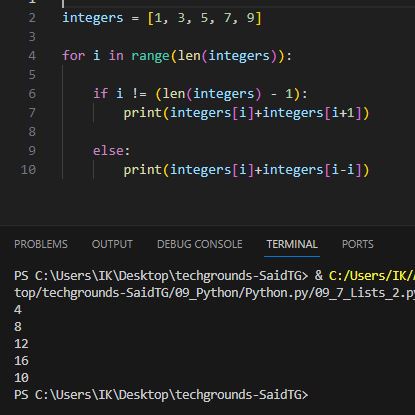 1
2 integers = [1, 3, 5, 7, 9]
3
4 for i in range(len(integers)):
5
6     if i != (len(integers) - 1):
7         print(integers[i]+integers[i+1])
8
9     else:
10         print(integers[i]+integers[i-i])
PROBLEMS OUTPUT DEBUG CONSOLE TERMINAL PORTS
PS C:\Users\IK\Desktop\techgrounds-SaidTG> & C:/Users/IK/
top/techgrounds-SaidTG/09_Python/Python.py/09_7_Lists_2.py
4
8
12
16
10
PS C:\Users\IK\Desktop\techgrounds-SaidTG>